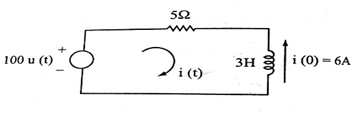 5Ω
100 u (t)
+
−
i (t)
3H
i (0) = 6A